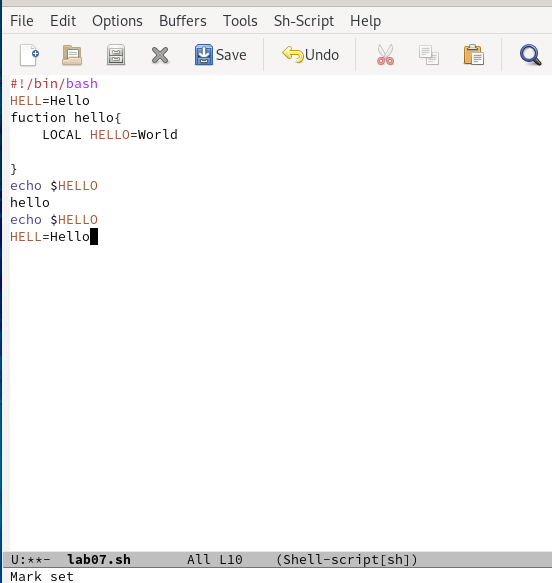 File Edit Options Buffers Tools Sh-Script Help
Save Undo
#!/bin/bash
HELL=Hello
fuction hello{
    LOCAL HELLO=World
}
echo $HELLO
hello
echo $HELLO
HELL=Hello
U:**-  lab07.sh       All L10    (Shell-script[sh])
Mark set